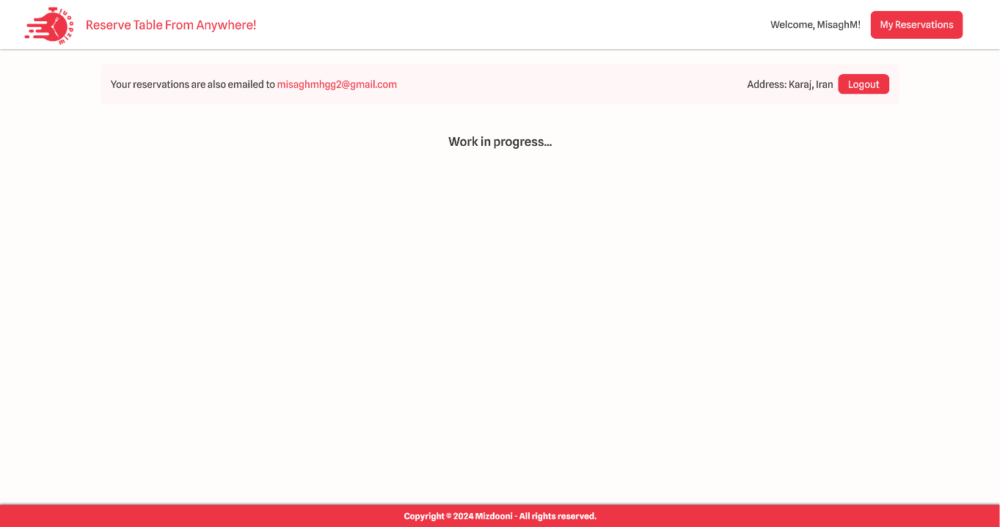 mizdooni
Reserve Table From Anywhere!
Welcome, MisaghM!
My Reservations
Your reservations are also emailed to misaghmhgg2@gmail.com
Address: Karaj, Iran
Logout
Work in progress...
Copyright © 2024 Mizdooni - All rights reserved.